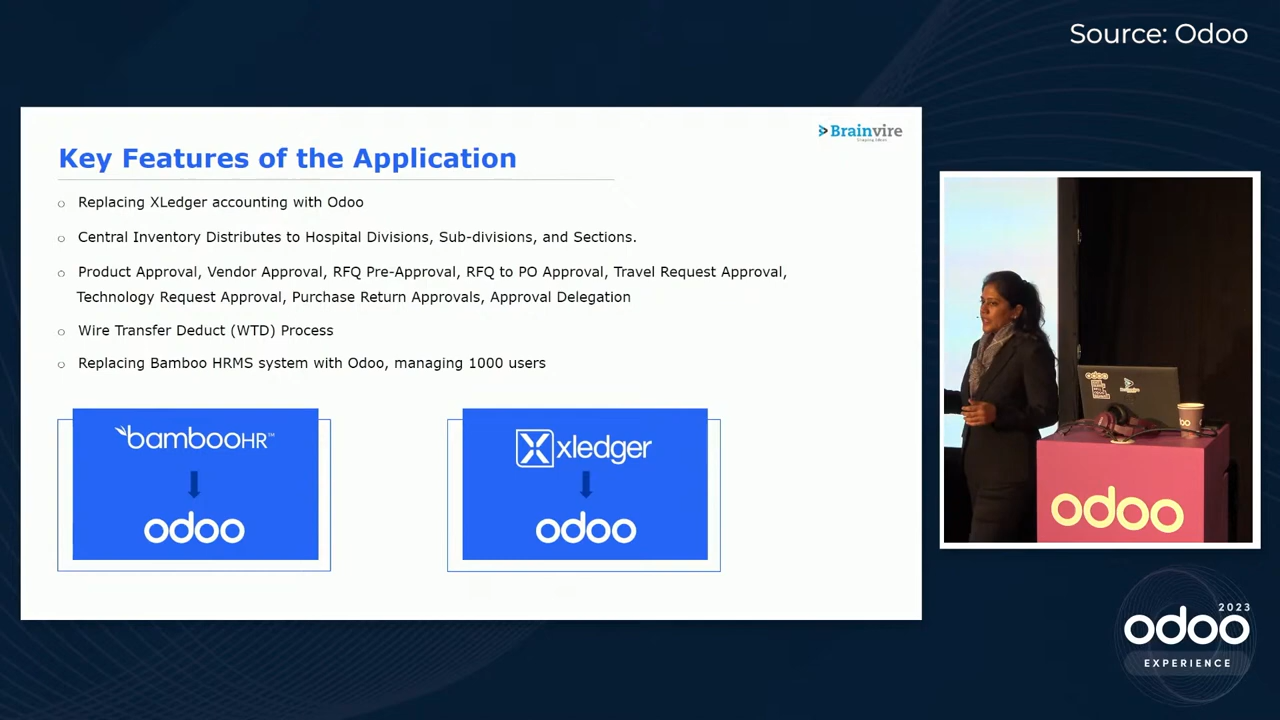 Source: Odoo
Brainvire
Key Features of the Application
Replacing XLedger accounting with Odoo
Central Inventory Distributes to Hospital Divisions, Sub-divisions, and Sections.
Product Approval, Vendor Approval, RFQ Pre-Approval, RFQ to PO Approval, Travel Request Approval,
Technology Request Approval, Purchase Return Approvals, Approval Delegation
Wire Transfer Deduct (WTD) Process
Replacing Bamboo HRMS system with Odoo, managing 1000 users
bambooHR™
odoo
xledger
odoo
odoo
odoo
2023
odoo
EXPERIENCE